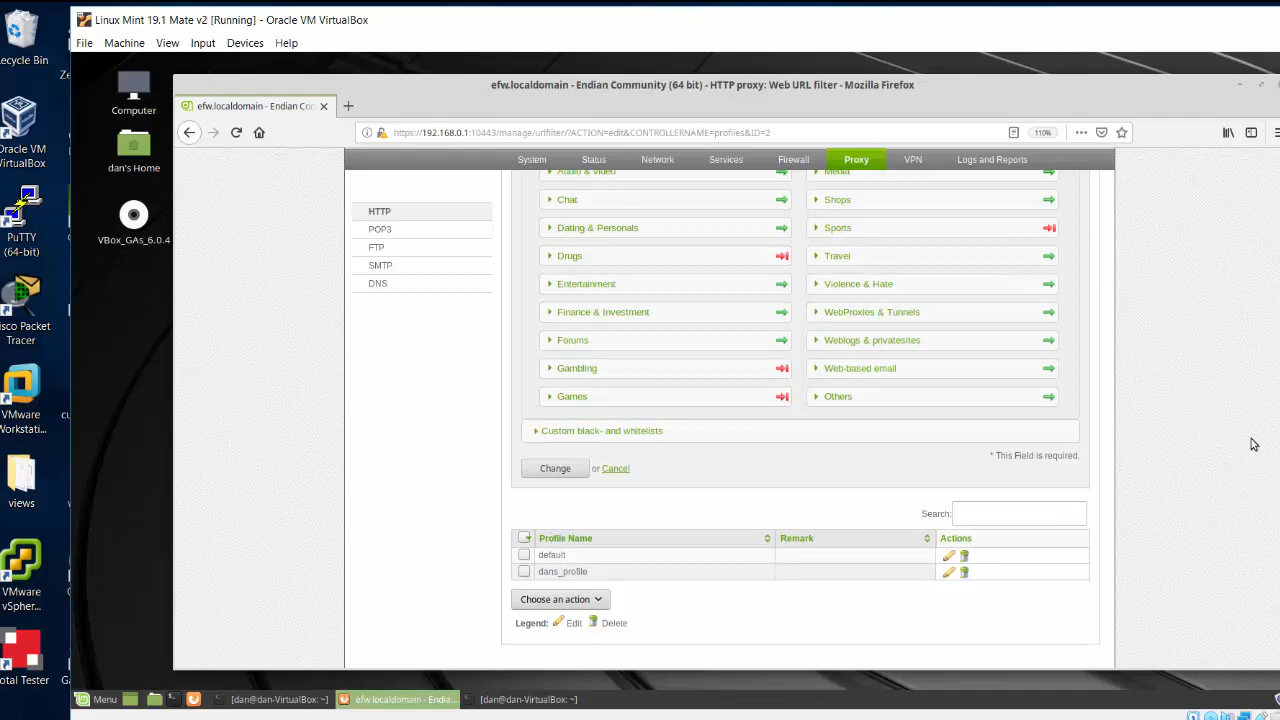 Linux Mint 19.1 Mate v2 [Running] - Oracle VM VirtualBox
File Machine View Input Devices Help
efw.localdomain - Endian Community (64 bit) - HTTP proxy: Web URL filter - Mozilla Firefox
efw.localdomain - Endian Con
https://192.168.0.1:10443/manage/urlfilter/?ACTION=edit&CONTROLLERNAME=profiles&ID=2
110%
System Status Network Services Firewall Proxy VPN Logs and Reports
HTTP
POP3
FTP
SMTP
DNS
Audio & Video
Media
Chat
Shops
Dating & Personals
Sports
Drugs
Travel
Entertainment
Violence & Hate
Finance & Investment
WebProxies & Tunnels
Forums
Weblogs & privatesites
Gambling
Web-based email
Games
Others
Custom black- and whitelists
* This Field is required.
Change or Cancel
Search:
Profile Name Remark Actions
default
dans_profile
Choose an action
Legend: Edit Delete
Computer
dan's Home
VBox_GAs_6.0.4
ecycle Bin
Oracle VM
VirtualBox
PuTTY
(64-bit)
isco Packet
Tracer
VMware
Workstati...
views
VMware
vSpher...
otal Tester
Menu
[dan@dan-VirtualBox: ~]
efw.localdomain - Endia...
[dan@dan-VirtualBox: ~]